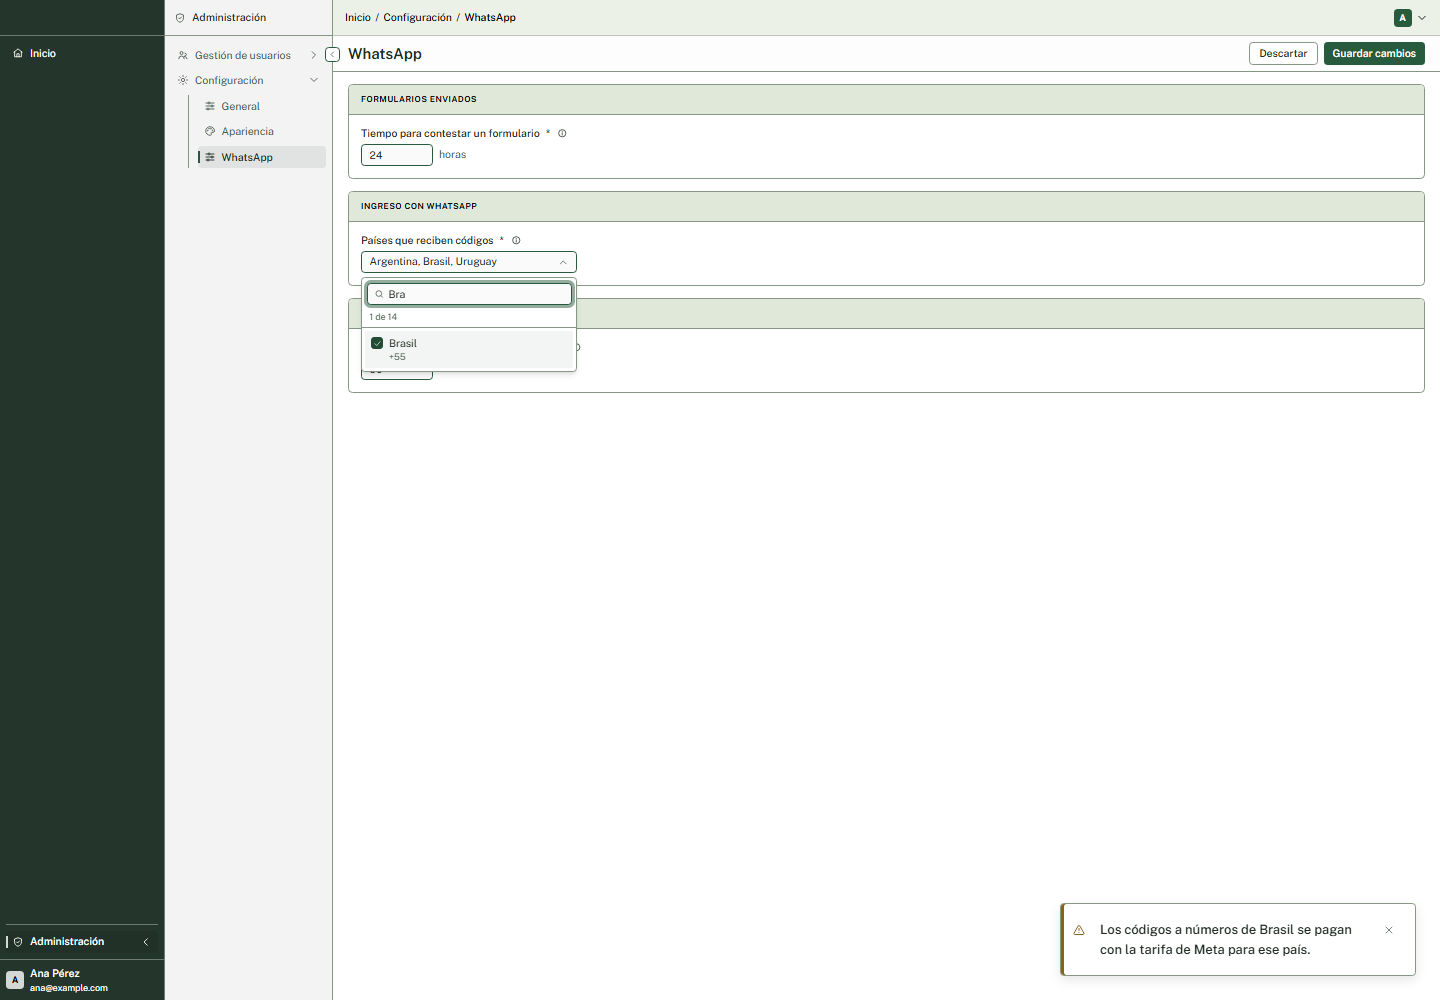 Administración
Inicio / Configuración / WhatsApp
A
Inicio
Gestión de usuarios
Configuración
General
Apariencia
WhatsApp
WhatsApp
Descartar
Guardar cambios
FORMULARIOS ENVIADOS
Tiempo para contestar un formulario *
24 horas
INGRESO CON WHATSAPP
Países que reciben códigos *
Argentina, Brasil, Uruguay
Bra
1 de 14
Brasil
+55
Los códigos a números de Brasil se pagan
con la tarifa de Meta para ese país.
Administración
A
Ana Pérez
ana@example.com